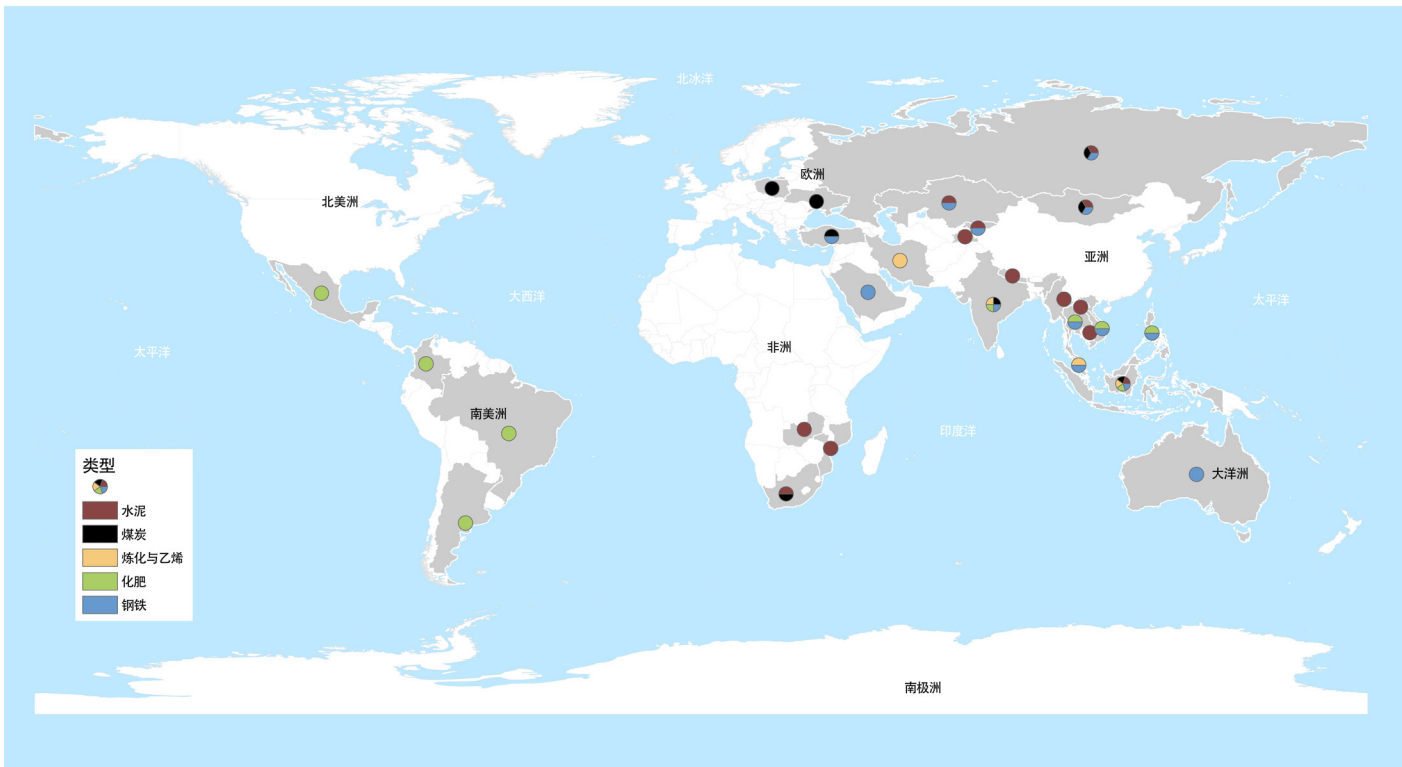 北冰洋
欧洲
北美洲
亚洲
大西洋
太平洋
太平洋
非洲
南美洲
印度洋
大洋洲
类型
水泥
煤炭
炼化与乙烯
化肥
钢铁
南极洲